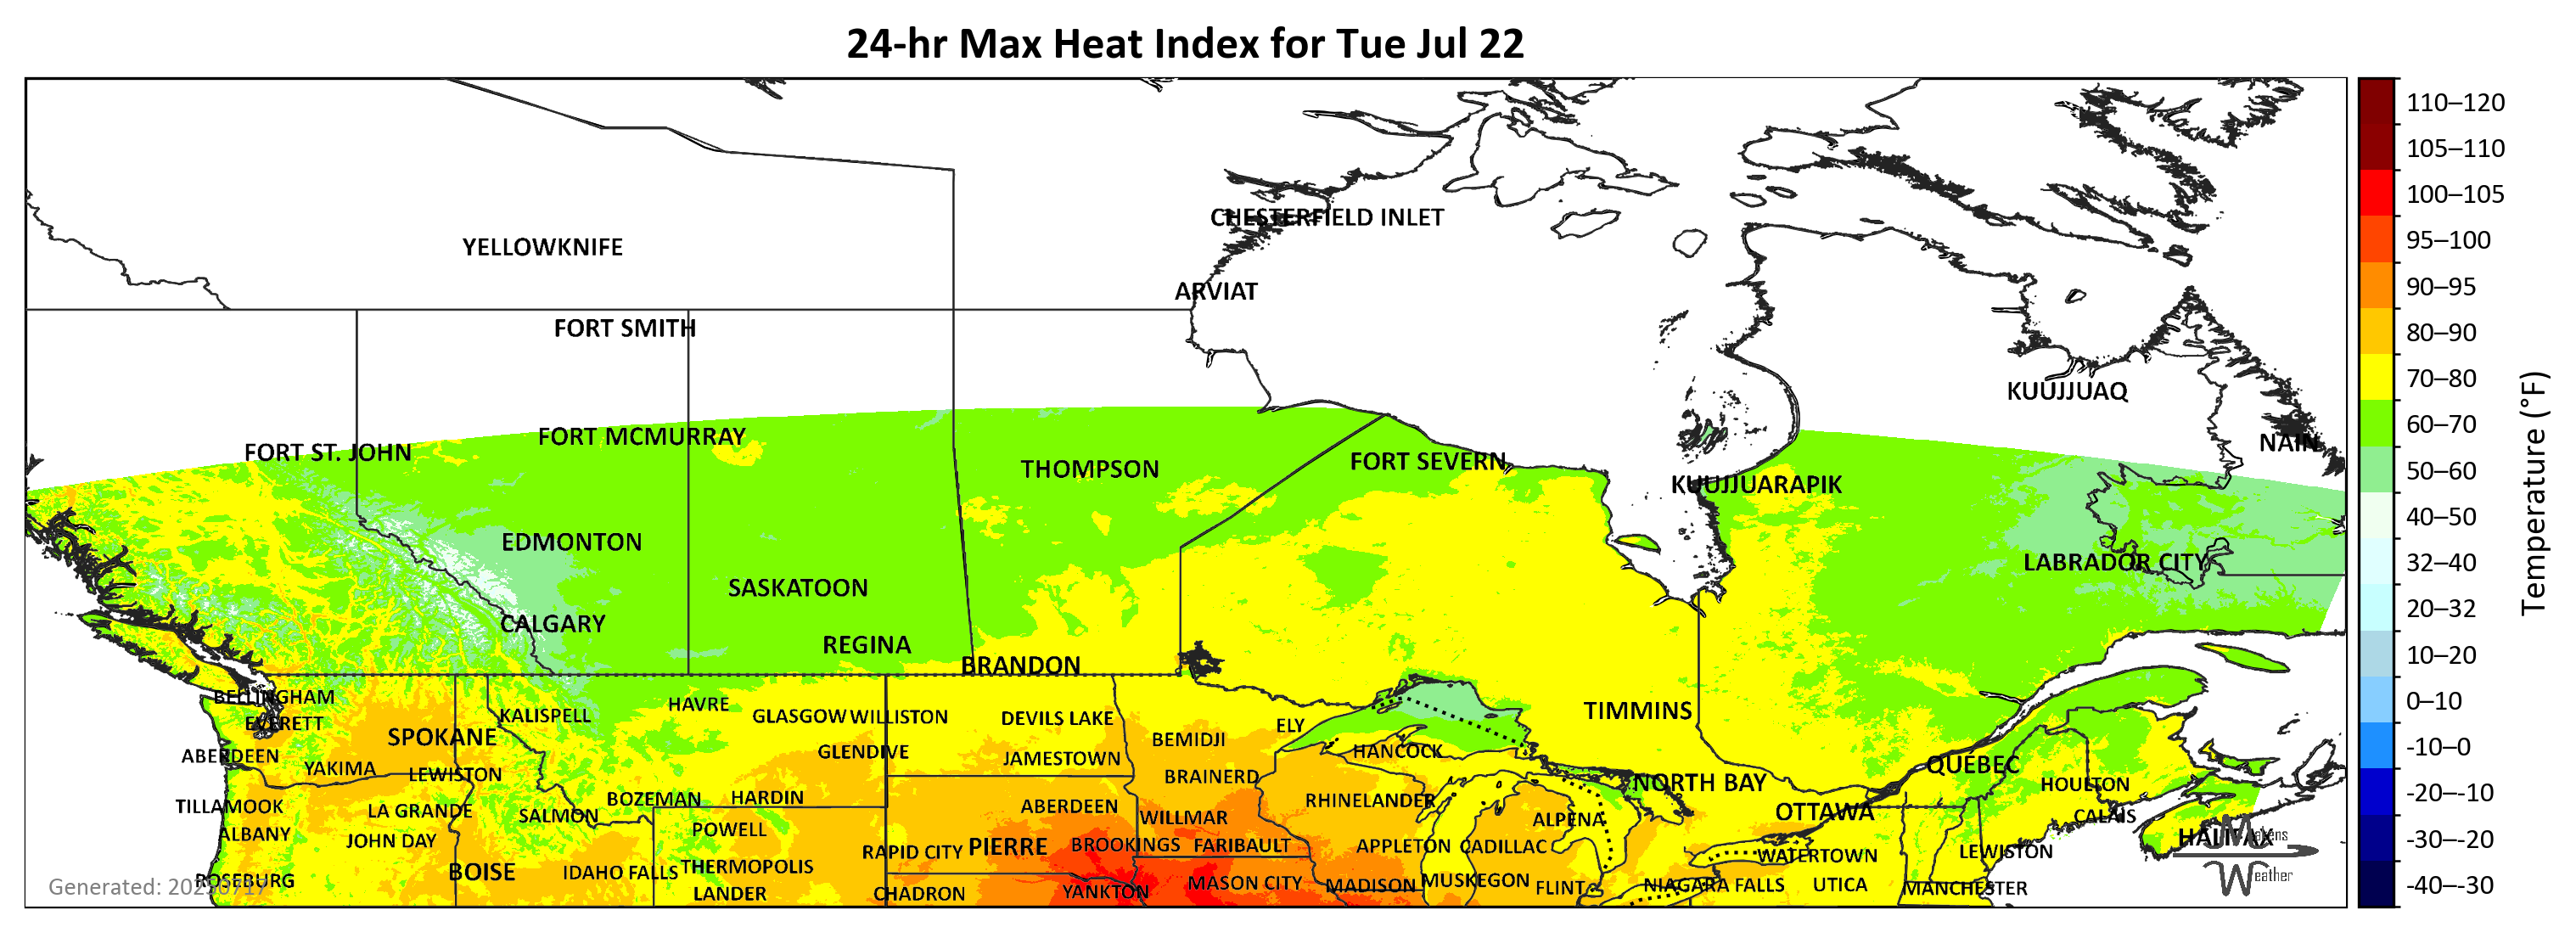 24-hr Max Heat Index for Tue Jul 22
110–120
105–110
100–105
95–100
90–95
80–90
70–80
60–70
50–60
40–50
32–40
20–32
10–20
0–10
-10–0
-20–-10
-30–-20
-40–-30
Temperature (°F)
CHESTERFIELD INLET
YELLOWKNIFE
ARVIAT
FORT SMITH
KUUJJUAQ
FORT MCMURRAY
NAIN
FORT ST. JOHN
FORT SEVERN
THOMPSON
KUUJJUARAPIK
EDMONTON
LABRADOR CITY
SASKATOON
CALGARY
REGINA
BRANDON
BELLINGHAM
HAVRE
TIMMINS
KALISPELL
GLASGOW WILLISTON
DEVILS LAKE
EVERETT
ELY
SPOKANE
BEMIDJI
GLENDIVE
HANCOCK
ABERDEEN
JAMESTOWN
QUÉBEC
YAKIMA
LEWISTON
BRAINERD
NORTH BAY
HOULTON
BOZEMAN
HARDIN
RHINELANDER
TILLAMOOK
LA GRANDE
ABERDEEN
OTTAWA
SALMON
WILLMAR
ALPENA
CALAIS
ALBANY
POWELL
JOHN DAY
HALIFAX
Makens
PIERRE
BROOKINGS
FARIBAULT
APPLETON
CADILLAC
RAPID CITY
WATERTOWN
LEWISTON
BOISE
IDAHO FALLS
THERMOPOLIS
Weather
ROSEBURG
MASON CITY
MADISON
MUSKEGON
FLINT
NIAGARA FALLS
UTICA
MANCHESTER
LANDER
CHADRON
YANKTON
Generated: 20250717